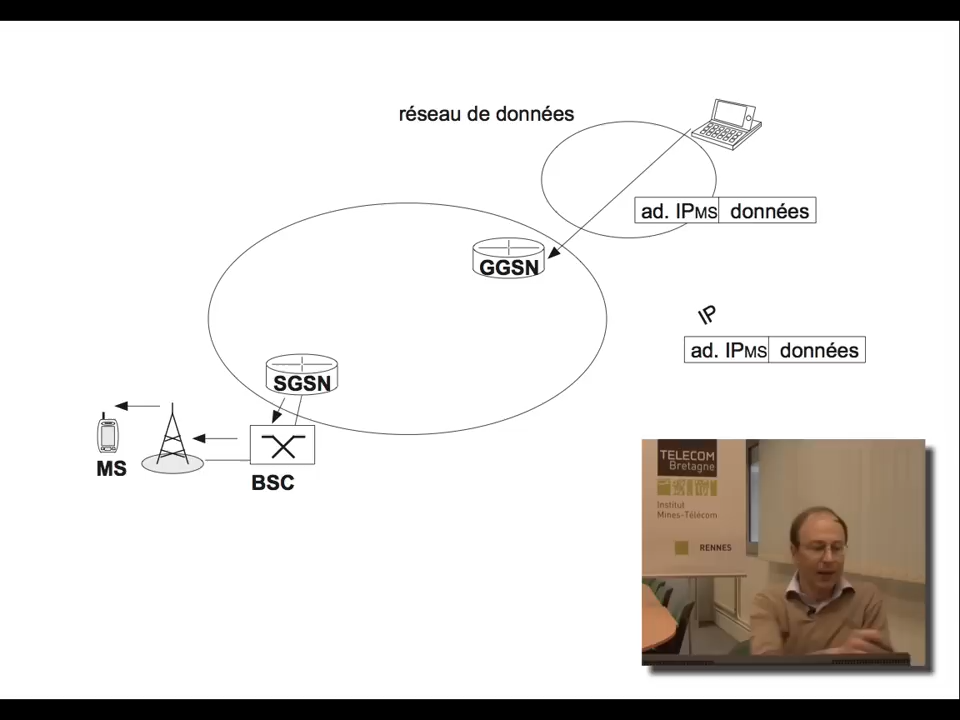 réseau de données
ad. IPMS données
GGSN
IP
ad. IPMS données
SGSN
MS
BSC
TELECOM
Bretagne
Institut
Mines-Télécom
RENNES